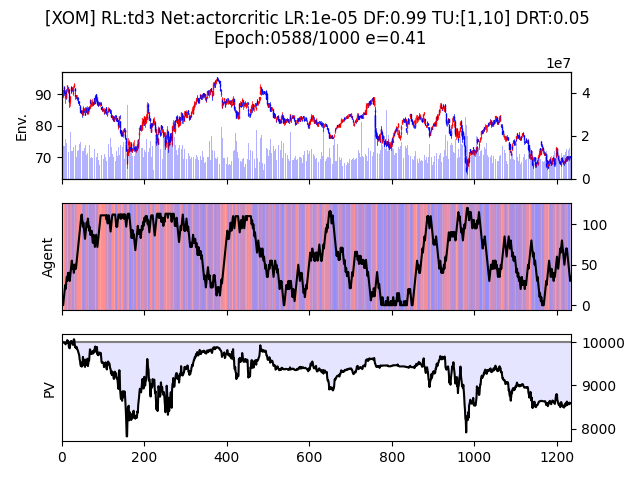 [XOM] RL:td3 Net:actorcritic LR:1e-05 DF:0.99 TU:[1,10] DRT:0.05
Epoch:0588/1000 e=0.41
1e7
Env.
90
80
70
4
2
0
Agent
100
50
0
PV
10000
9000
8000
0 200 400 600 800 1000 1200